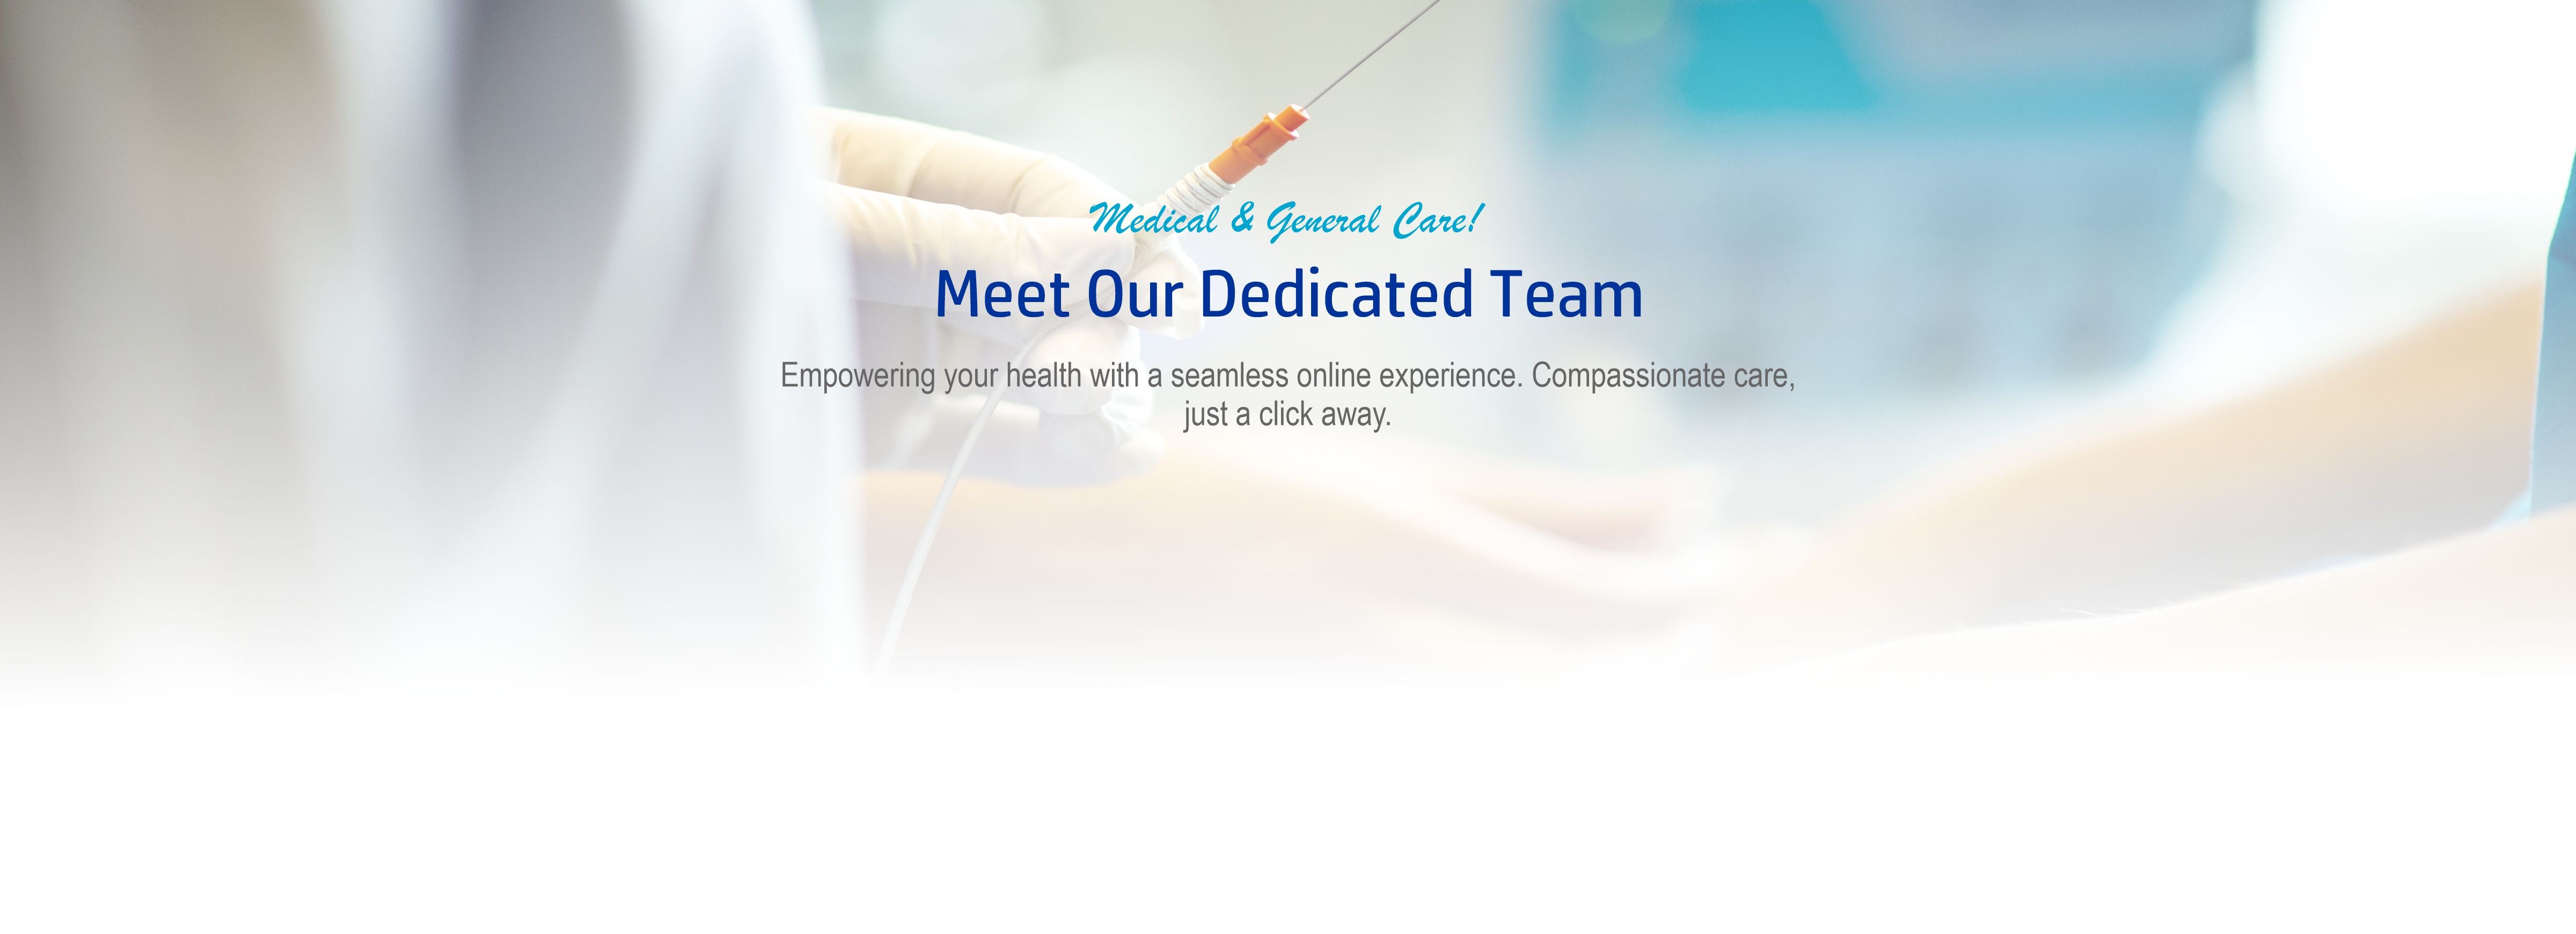 Medical & General Care!
Meet Our Dedicated Team
Empowering your health with a seamless online experience. Compassionate care,
just a click away.